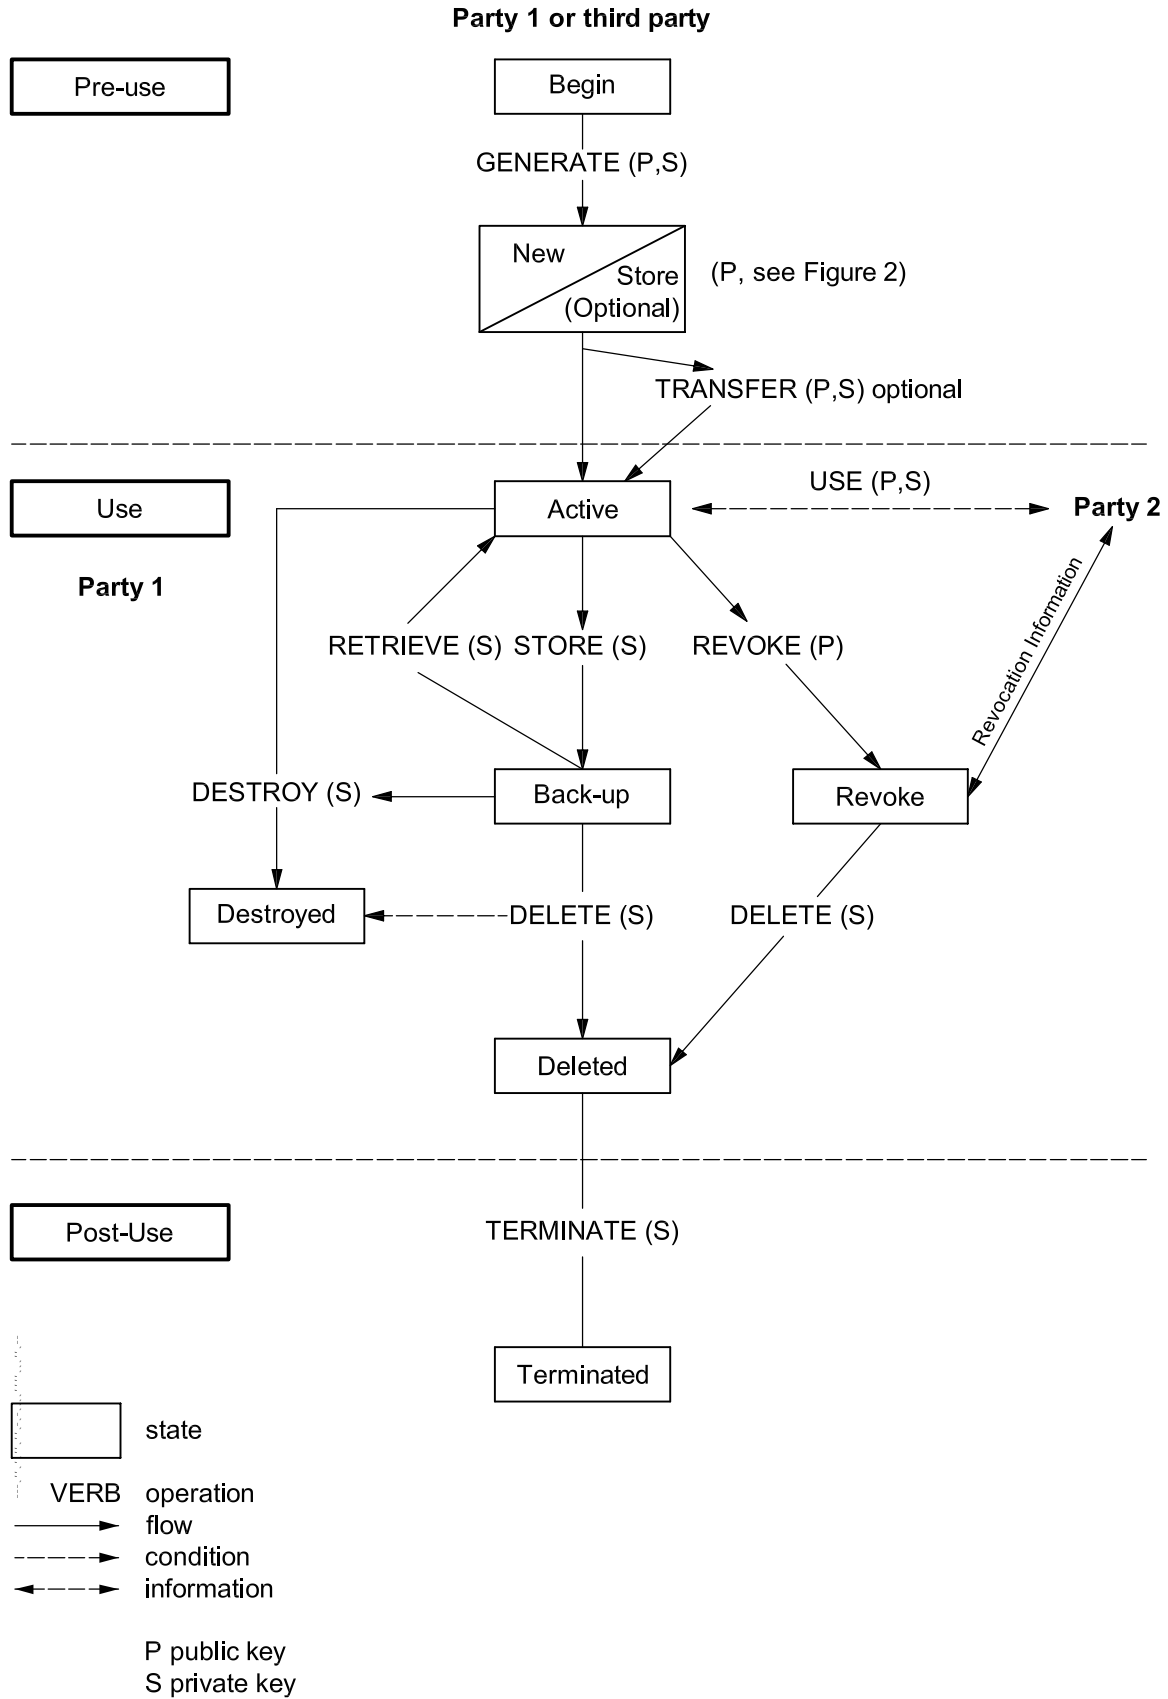 Party 1 or third party
Pre-use
Begin
GENERATE (P,S)
New
Store
(Optional)
(P, see Figure 2)
TRANSFER (P,S) optional
Use
Active
USE (P,S)
Party 2
Party 1
RETRIEVE (S)
STORE (S)
REVOKE (P)
Revocation Information
DESTROY (S)
Back-up
Revoke
Destroyed
DELETE (S)
DELETE (S)
Deleted
Post-Use
TERMINATE (S)
Terminated
state
VERB operation
flow
condition
information
P public key
S private key